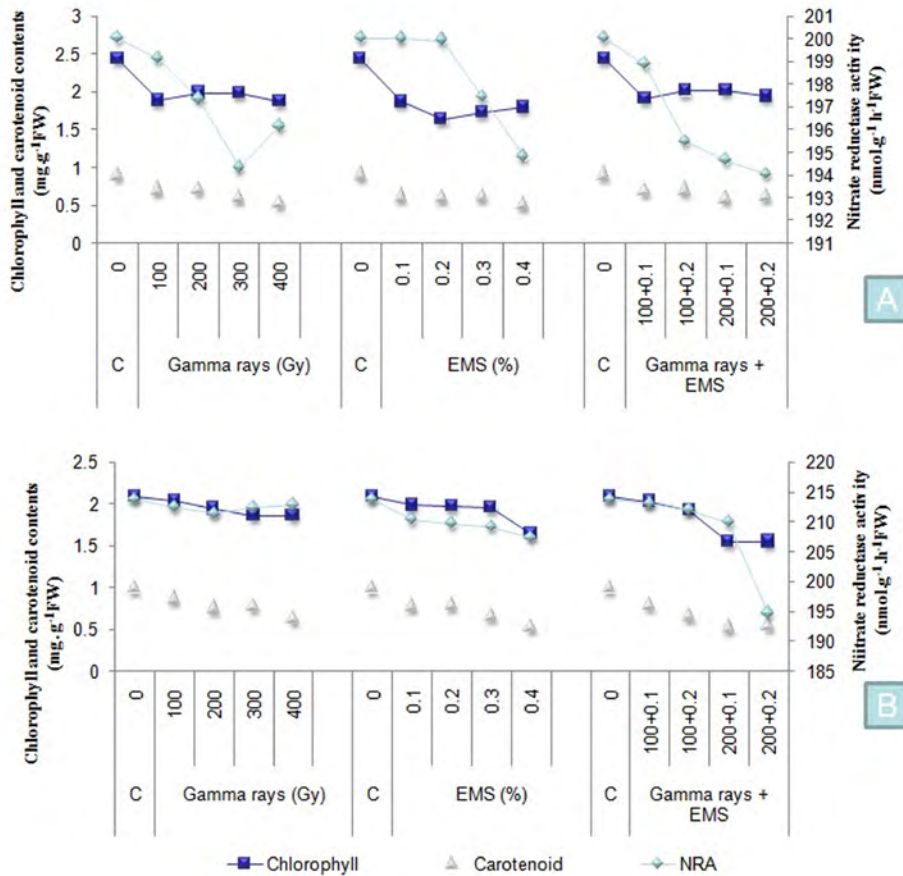 Chlorophyll and carotenoid contents
(mg.g-1FW)
3
2.5
2
1.5
1
0.5
0
201
200
199
198
197
196
195
194
193
192
191
Nitrate reductase activity
(nmol.g-1 h-1FW)
0 100 200 300 400 0 0.1 0.2 0.3 0.4 0 100+0.1 100+0.2 200+0.1 200+0.2
C Gamma rays (Gy) C EMS (%) C Gamma rays +
EMS
A
Chlorophyll and carotenoid contents
(mg. g-1FW)
2.5
2
1.5
1
0.5
0
220
215
210
205
200
195
190
185
Niitrate reductase activity
(nmol.g-1.h-1FW)
0 100 200 300 400 0 0.1 0.2 0.3 0.4 0 100+0.1 100+0.2 200+0.1 200+0.2
C Gamma rays (Gy) C EMS (%) C Gamma rays +
EMS
B
Chlorophyll Carotenoid NRA